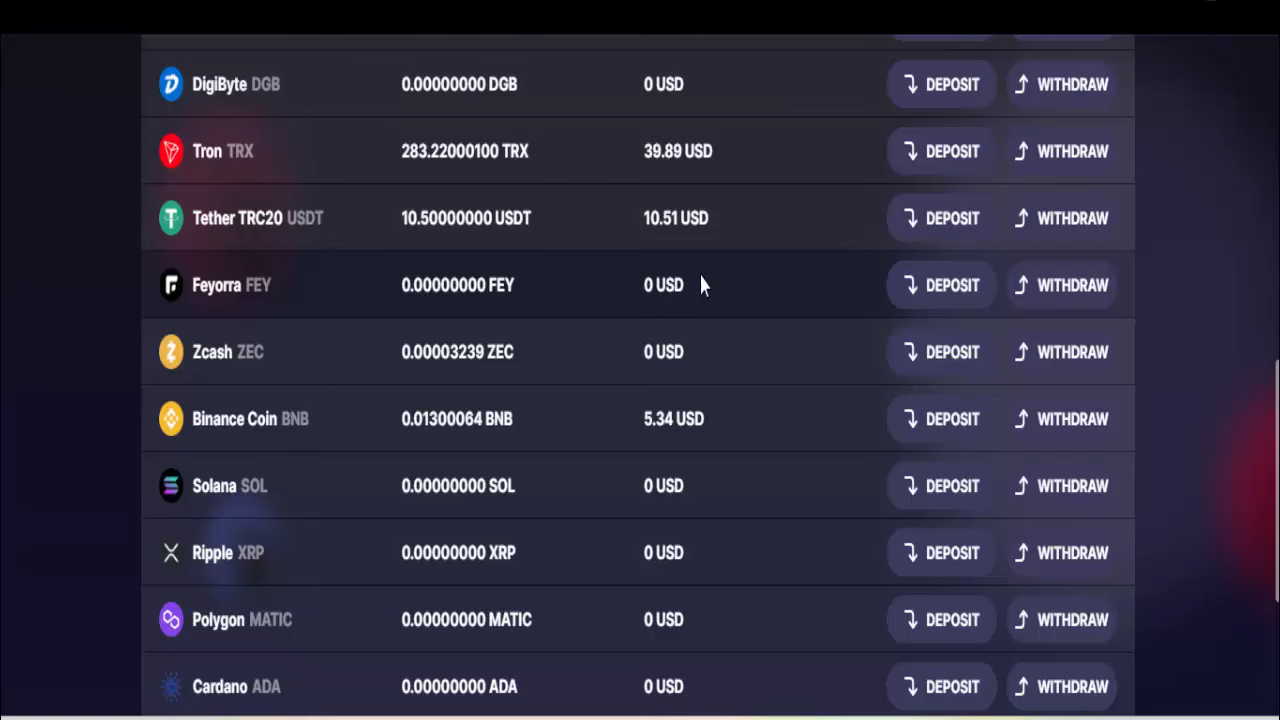 DigiByte DGB 0.00000000 DGB 0 USD DEPOSIT WITHDRAW
Tron TRX 283.22000100 TRX 39.89 USD DEPOSIT WITHDRAW
Tether TRC20 USDT 10.50000000 USDT 10.51 USD DEPOSIT WITHDRAW
Feyorra FEY 0.00000000 FEY 0 USD DEPOSIT WITHDRAW
Zcash ZEC 0.00003239 ZEC 0 USD DEPOSIT WITHDRAW
Binance Coin BNB 0.01300064 BNB 5.34 USD DEPOSIT WITHDRAW
Solana SOL 0.00000000 SOL 0 USD DEPOSIT WITHDRAW
Ripple XRP 0.00000000 XRP 0 USD DEPOSIT WITHDRAW
Polygon MATIC 0.00000000 MATIC 0 USD DEPOSIT WITHDRAW
Cardano ADA 0.00000000 ADA 0 USD DEPOSIT WITHDRAW